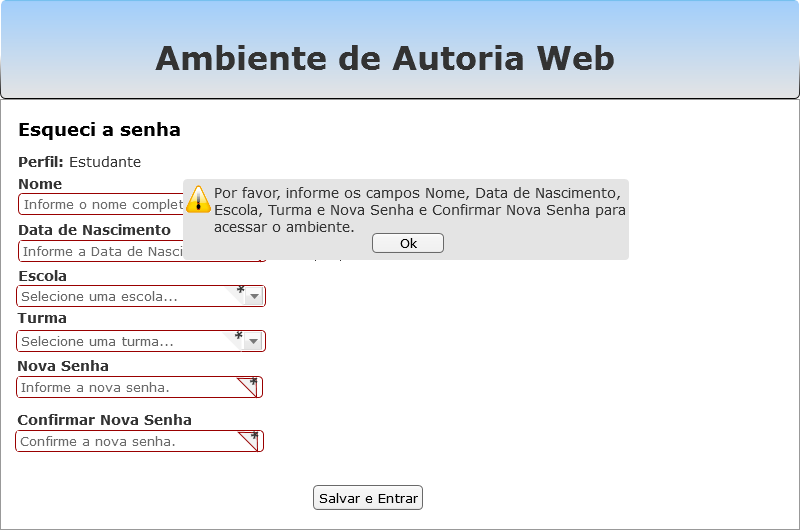 Ambiente de Autoria Web
Esqueci a senha
Perfil: Estudante
Nome
Informe o nome complet
Por favor, informe os campos Nome, Data de Nascimento,
Escola, Turma e Nova Senha e Confirmar Nova Senha para
acessar o ambiente.
Ok
Data de Nascimento
Informe a Data de Nasci
Escola
Selecione uma escola... *
Turma
Selecione uma turma... *
Nova Senha
Informe a nova senha. *
Confirmar Nova Senha
Confirme a nova senha. *
Salvar e Entrar